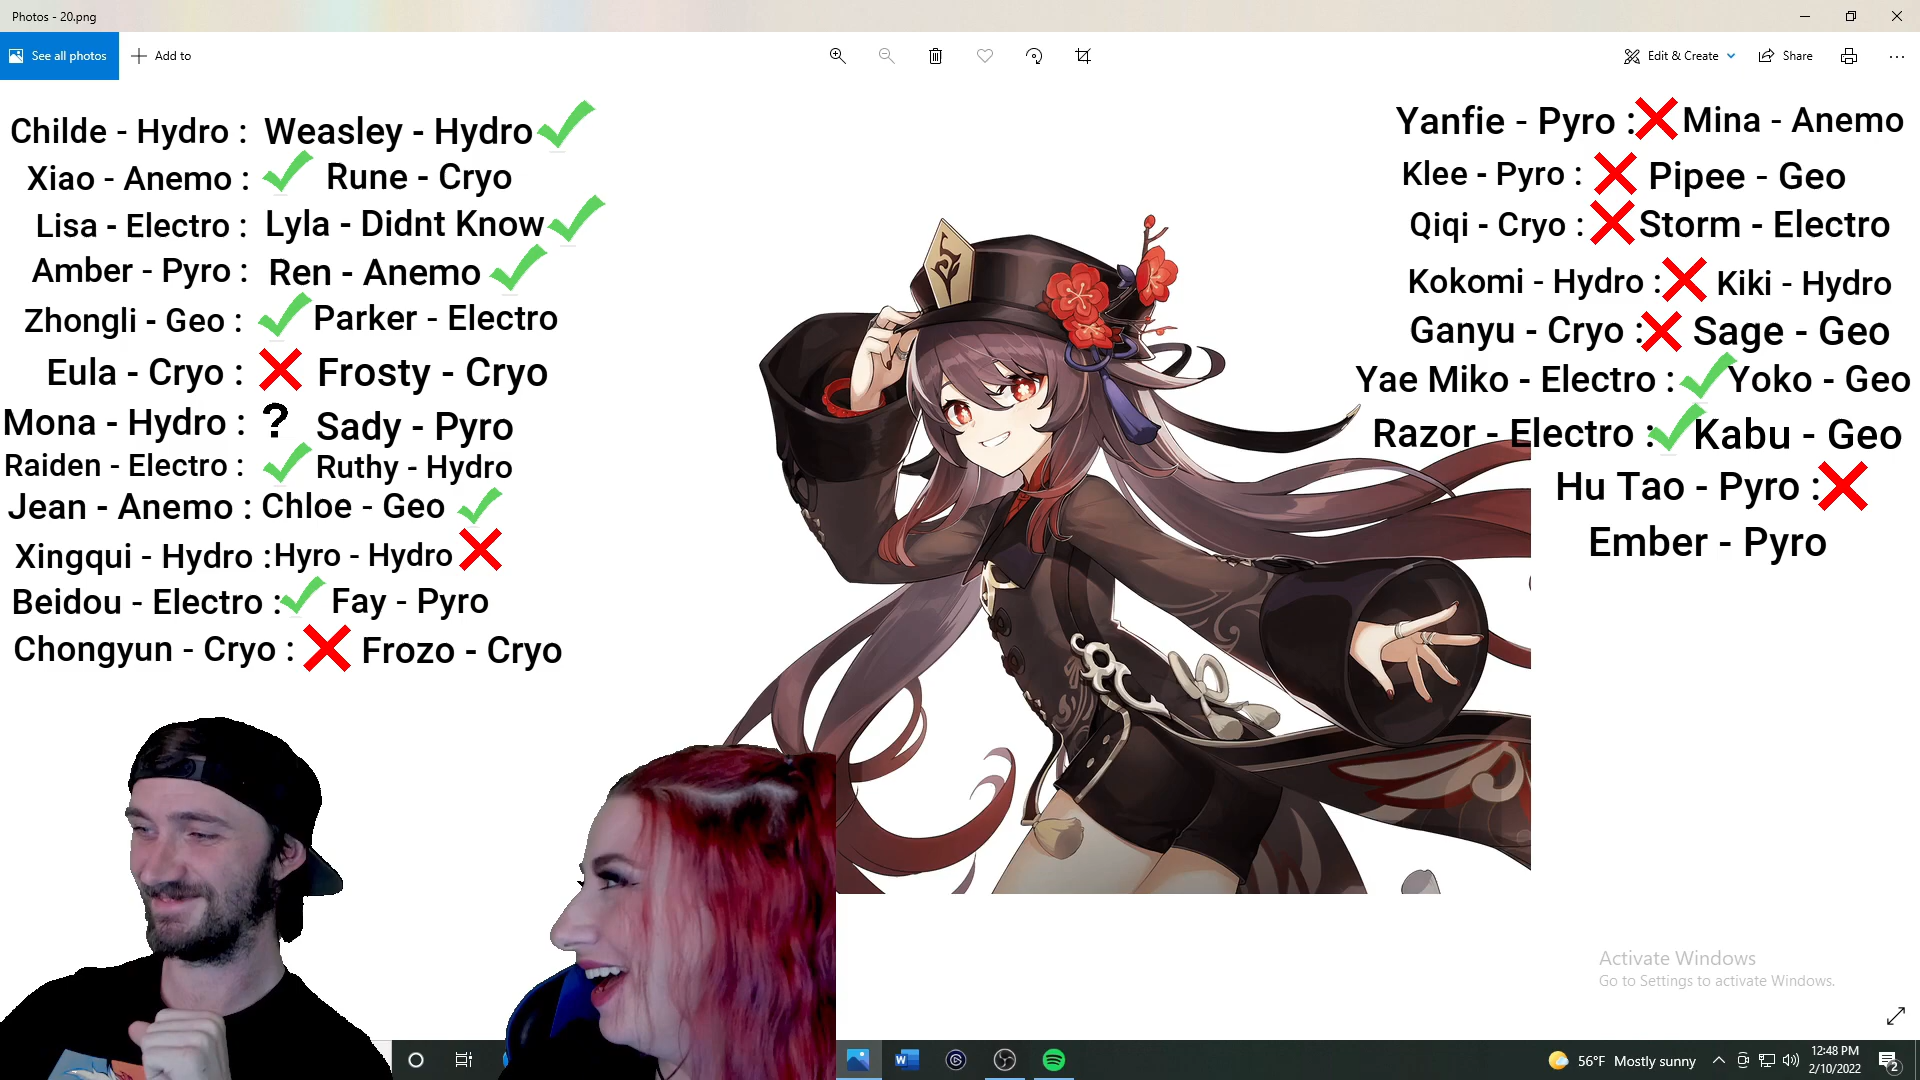 Photos - 20.png
See all photos
Add to
Edit & Create
Share
Childe - Hydro : Weasley - Hydro
Xiao - Anemo : Rune - Cryo
Lisa - Electro : Lyla - Didnt Know
Amber - Pyro : Ren - Anemo
Zhongli - Geo : Parker - Electro
Eula - Cryo : Frosty - Cryo
Mona - Hydro : ? Sady - Pyro
Raiden - Electro : Ruthy - Hydro
Jean - Anemo : Chloe - Geo
Xingqui - Hydro : Hyro - Hydro
Beidou - Electro : Fay - Pyro
Chongyun - Cryo : Frozo - Cryo
Yanfie - Pyro : Mina - Anemo
Klee - Pyro : Pipee - Geo
Qiqi - Cryo : Storm - Electro
Kokomi - Hydro : Kiki - Hydro
Ganyu - Cryo : Sage - Geo
Yae Miko - Electro : Yoko - Geo
Razor - Electro : Kabu - Geo
Hu Tao - Pyro :
Ember - Pyro
Activate Windows
Go to Settings to activate Windows.
56°F Mostly sunny
12:48 PM
2/10/2022
2